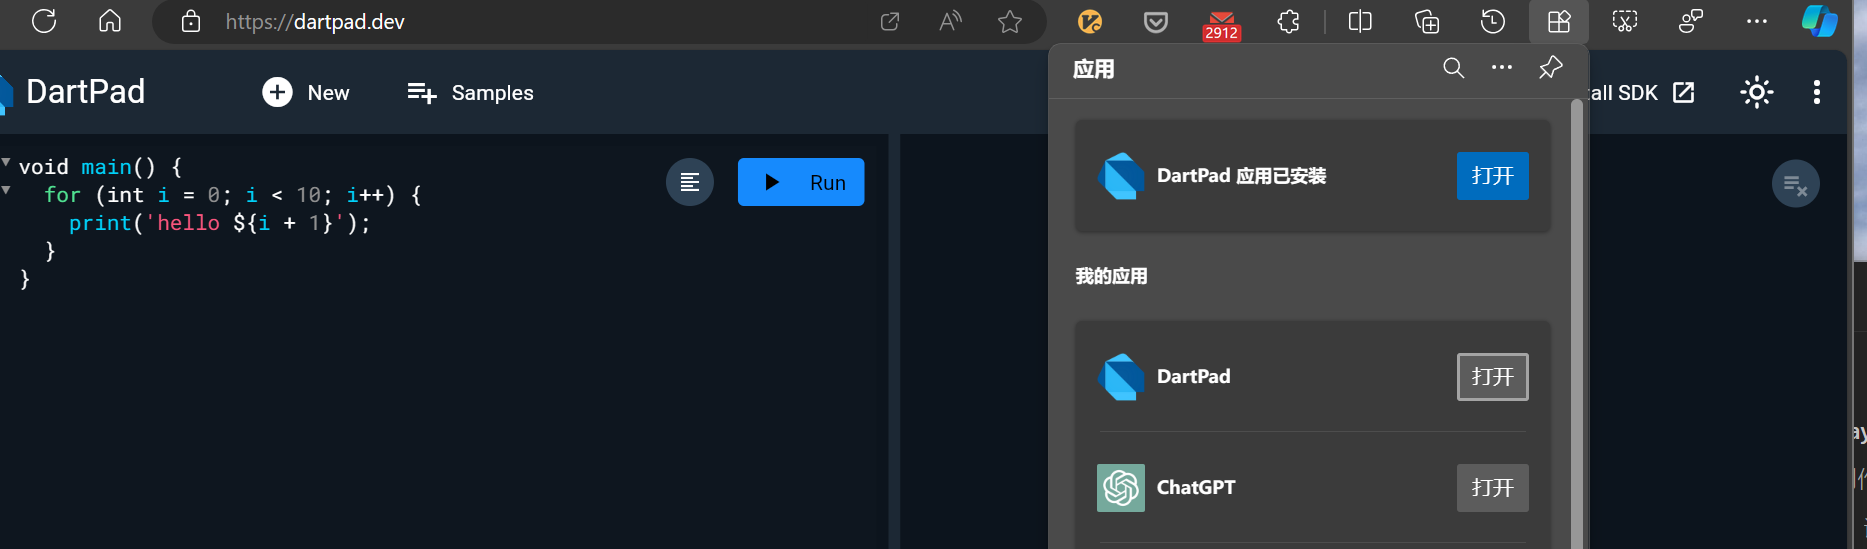 https://dartpad.dev
2912
DartPad
New
Samples
all SDK
void main() {
for (int i = 0; i < 10; i++) {
print('hello ${i + 1}');
}
}
Run
应用
DartPad 应用已安装
打开
我的应用
DartPad
打开
ChatGPT
打开